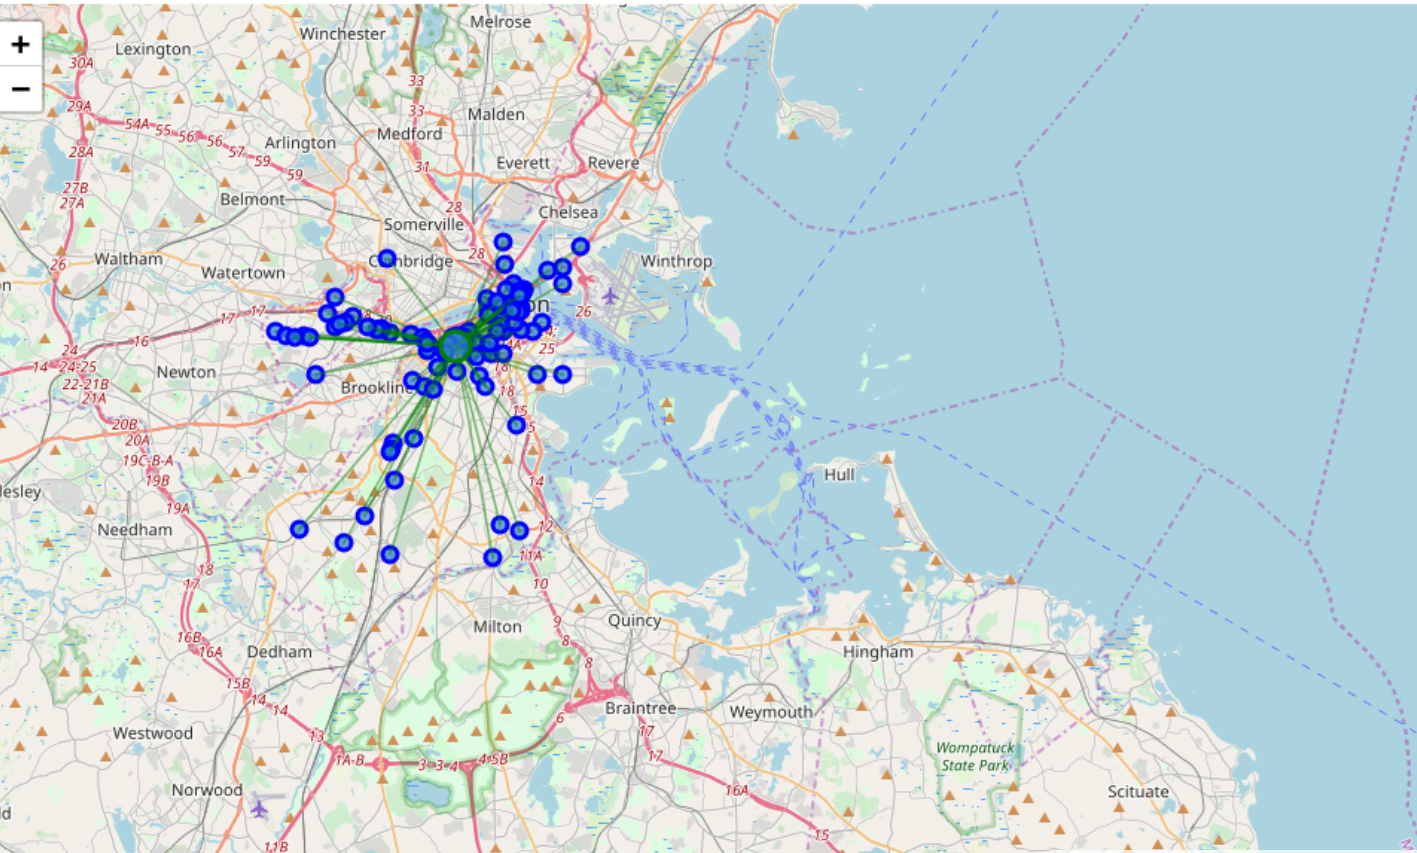 Melrose
+
Winchester
Lexington
30A
33
−
29A
33
Malden
54A 55 56 56
Medford
Arlington
57
28A
59
Everett
Revere
31
59
27B
27A
Belmont
28
Chelsea
Somerville
28
Waltham
26
Watertown
Winthrop
17
17
26
16
24
25
14
24-25
Newton
18
22-21B
Brookline
21A
15
20B
20A
19C-B-A
Hull
19B
14
19A
Needham
12
11A
18
17
10
9
Quincy
Milton
16B
8
16A
Dedham
Hingham
8
15B
14
14
Braintree
Weymouth
6
17
Westwood
13
Wompatuck
State Park
17
1A-B
3-3-4
4-5B
Norwood
16A
Scituate
15
11B